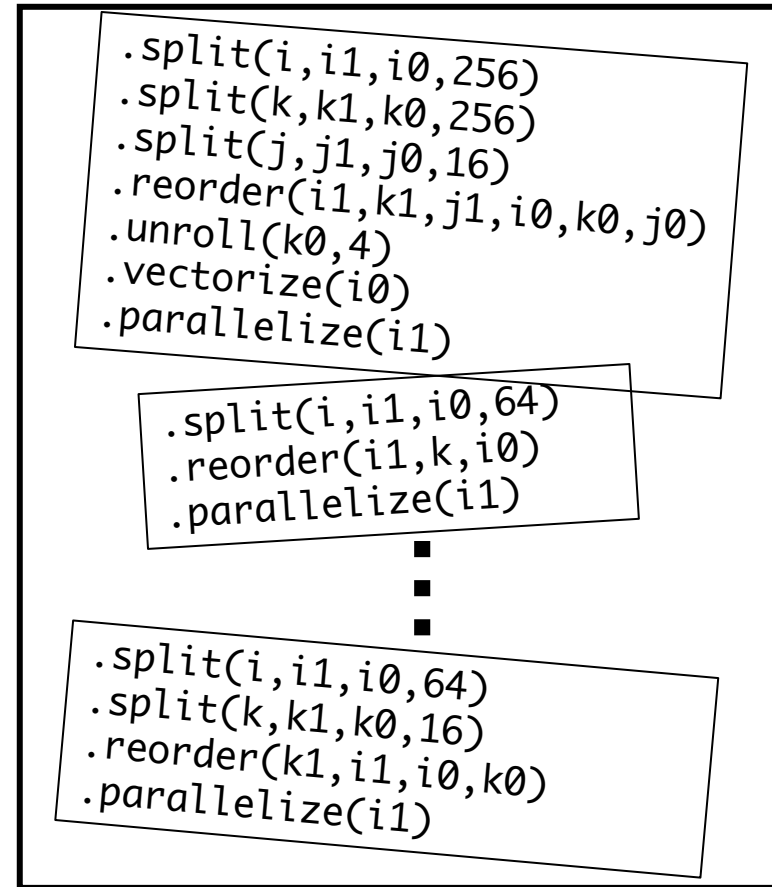 .split(i,i1,i0,256)
.split(k,k1,k0,256)
.split(j,j1,j0,16)
.reorder(i1,k1,j1,i0,k0,j0)
.unroll(k0,4)
.vectorize(i0)
.parallelize(i1)
.split(i,i1,i0,64)
.reorder(i1,k,i0)
.parallelize(i1)
.split(i,i1,i0,64)
.split(k,k1,k0,16)
.reorder(k1,i1,i0,k0)
.parallelize(i1)